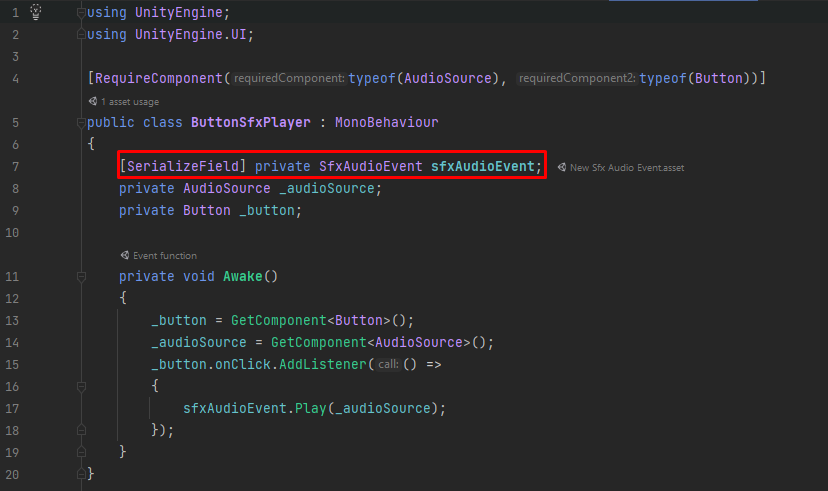 1 using UnityEngine;
2 using UnityEngine.UI;
3
4 [RequireComponent( requiredComponent: typeof(AudioSource), requiredComponent2: typeof(Button))]
1 asset usage
5 public class ButtonSfxPlayer : MonoBehaviour
6 {
7 [SerializeField] private SfxAudioEvent sfxAudioEvent; New Sfx Audio Event.asset
8 private AudioSource _audioSource;
9 private Button _button;
10
Event function
11 private void Awake()
12 {
13 _button = GetComponent<Button>();
14 _audioSource = GetComponent<AudioSource>();
15 _button.onClick.AddListener( call: () =>
16 {
17 sfxAudioEvent.Play(_audioSource);
18 });
19 }
20 }